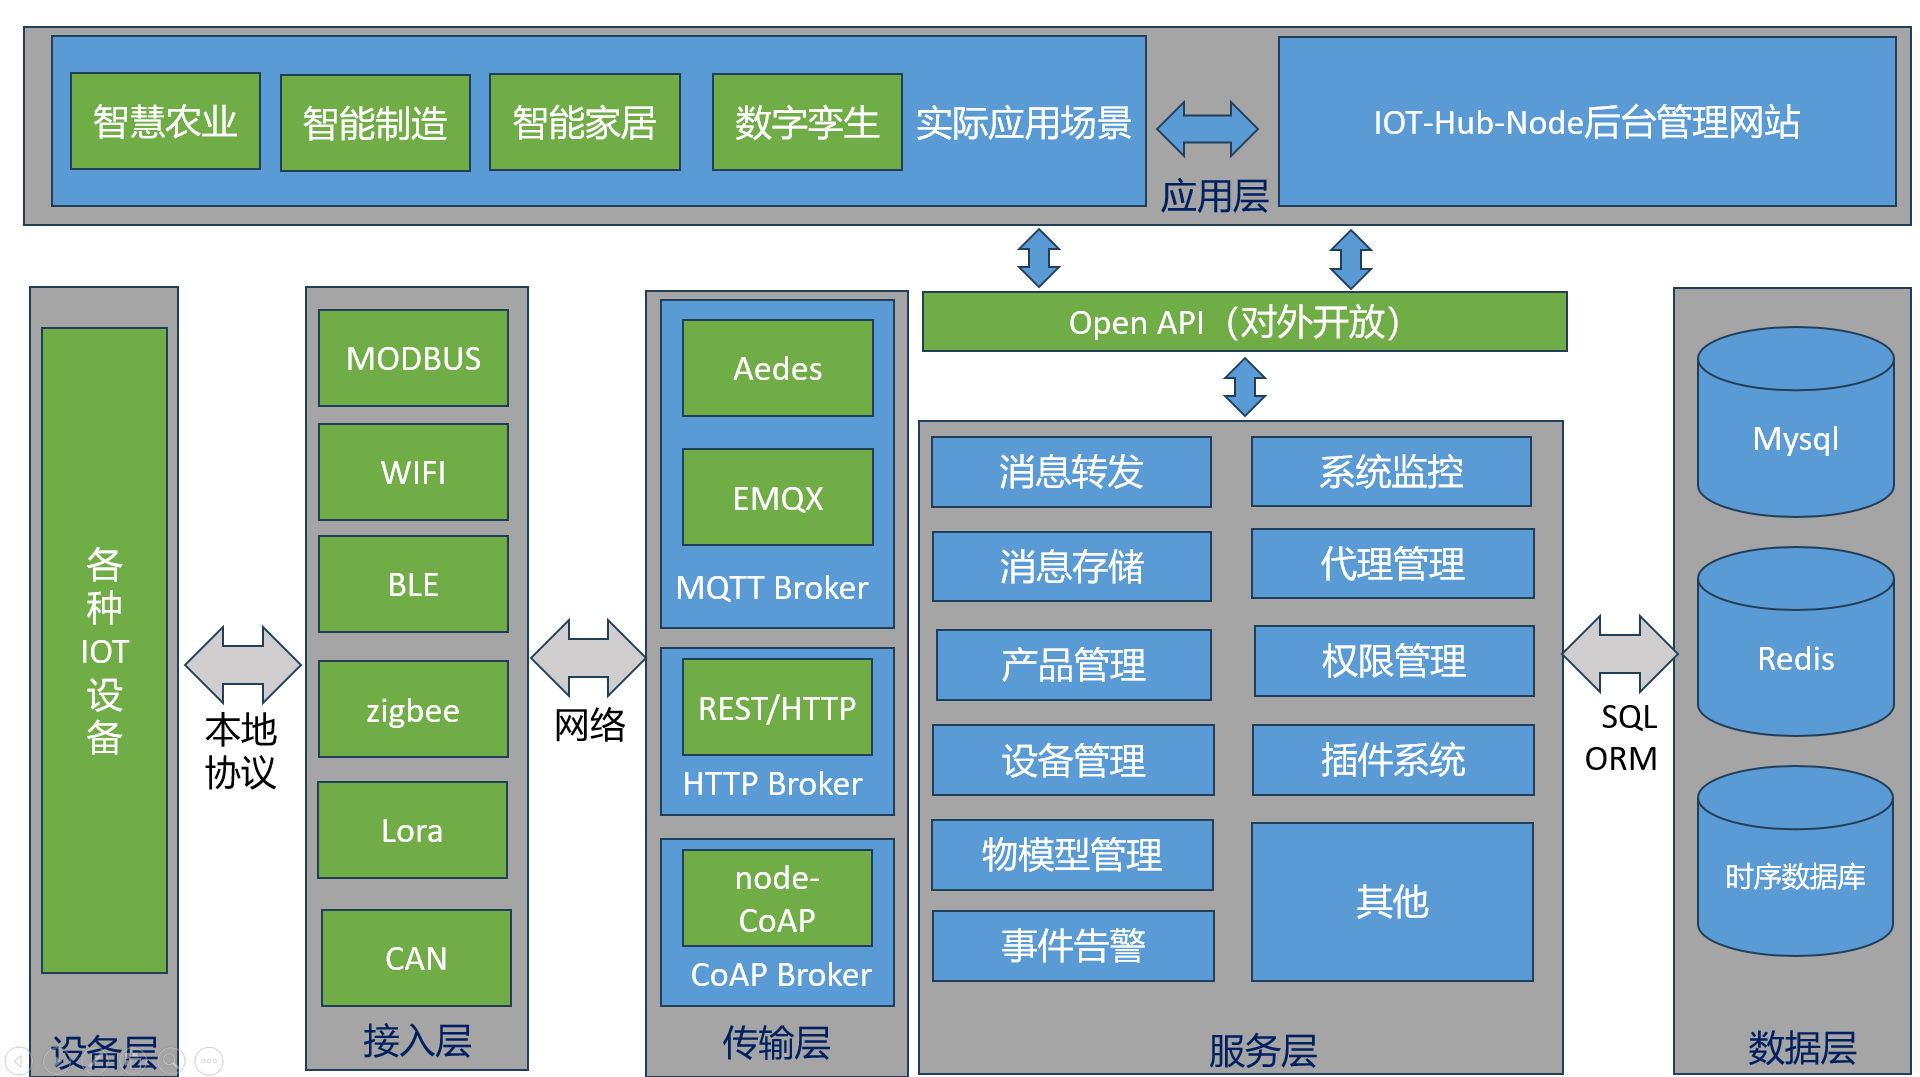 智慧农业
智能制造
智能家居
数字孪生
实际应用场景
IOT-Hub-Node后台管理网站
应用层
Open API（对外开放）
各
种
IOT
设
备
设备层
本地
协议
MODBUS
WIFI
BLE
zigbee
Lora
CAN
接入层
网络
Aedes
EMQX
MQTT Broker
REST/HTTP
HTTP Broker
node-
CoAP
CoAP Broker
传输层
消息转发
系统监控
消息存储
代理管理
产品管理
权限管理
设备管理
插件系统
物模型管理
其他
事件告警
服务层
SQL
ORM
Mysql
Redis
时序数据库
数据层